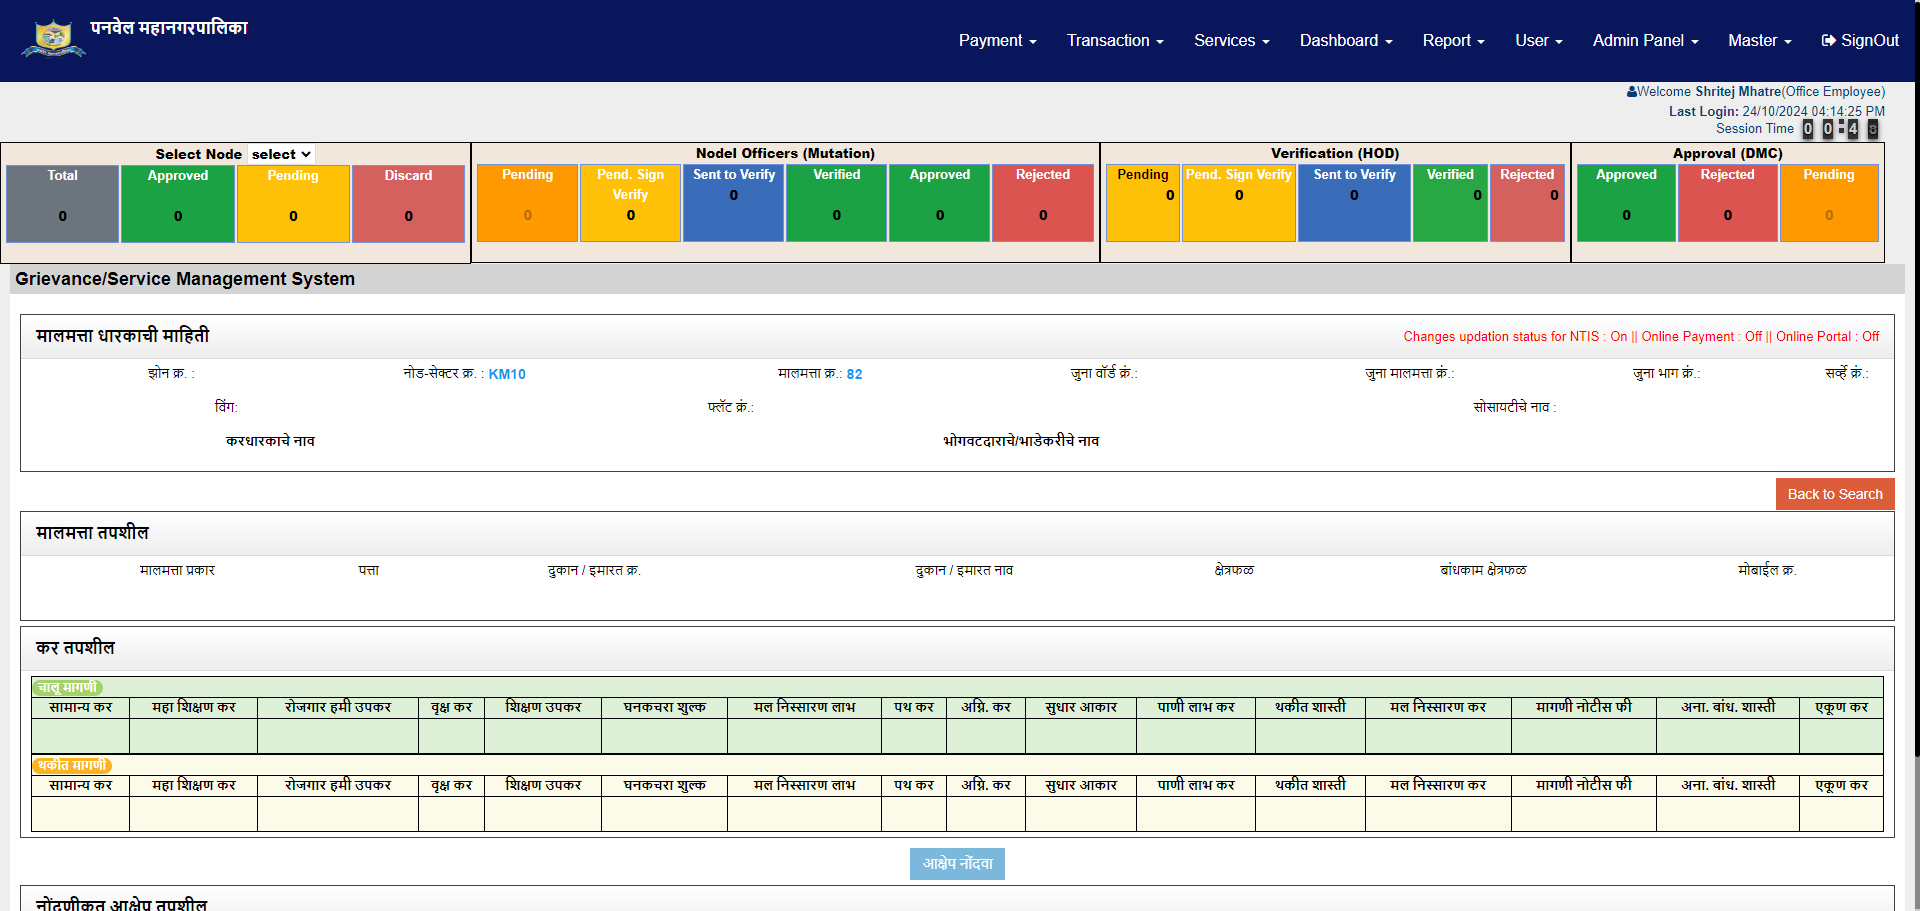 पनवेल महानगरपालिका
Payment Transaction Services Dashboard Report User Admin Panel Master SignOut
Welcome Shritej Mhatre(Office Employee)
Last Login: 24/10/2024 04:14:25 PM
Session Time 0 0 : 4 8
Select Node select
Total Approved Pending Discard
0 0 0 0
Nodel Officers (Mutation)
Pending Pend. Sign Verify Sent to Verify Verified Approved Rejected
0 0 0 0 0 0
Verification (HOD)
Pending Pend. Sign Verify Sent to Verify Verified Rejected
0 0 0 0 0
Approval (DMC)
Approved Rejected Pending
0 0 0
Grievance/Service Management System
मालमत्ता धारकाची माहिती
Changes updation status for NTIS : On || Online Payment : Off || Online Portal : Off
झोन क्र. : नोड-सेक्टर क्र. : KM10 मालमत्ता क्र.: 82 जुना वॉर्ड क्रं.: जुना मालमत्ता क्रं.: जुना भाग क्रं.: सर्व्हे क्रं.:
विंग: फ्लॅट क्रं.: सोसायटीचे नाव :
करधारकाचे नाव भोगवटदाराचे/भाडेकरीचे नाव
Back to Search
मालमत्ता तपशील
मालमत्ता प्रकार पत्ता दुकान / इमारत क्र. दुकान / इमारत नाव क्षेत्रफळ बांधकाम क्षेत्रफळ मोबाईल क्र.
कर तपशील
चालू मागणी
सामान्य कर महा शिक्षण कर रोजगार हमी उपकर वृक्ष कर शिक्षण उपकर घनकचरा शुल्क मल निस्सारण लाभ पथ कर अग्नि. कर सुधार आकार पाणी लाभ कर थकीत शास्ती मल निस्सारण कर मागणी नोटीस फी अना. बांध. शास्ती एकूण कर
थकीत मागणी
सामान्य कर महा शिक्षण कर रोजगार हमी उपकर वृक्ष कर शिक्षण उपकर घनकचरा शुल्क मल निस्सारण लाभ पथ कर अग्नि. कर सुधार आकार पाणी लाभ कर थकीत शास्ती मल निस्सारण कर मागणी नोटीस फी अना. बांध. शास्ती एकूण कर
आक्षेप नोंदवा
नोंदणीकृत आक्षेप तपशील